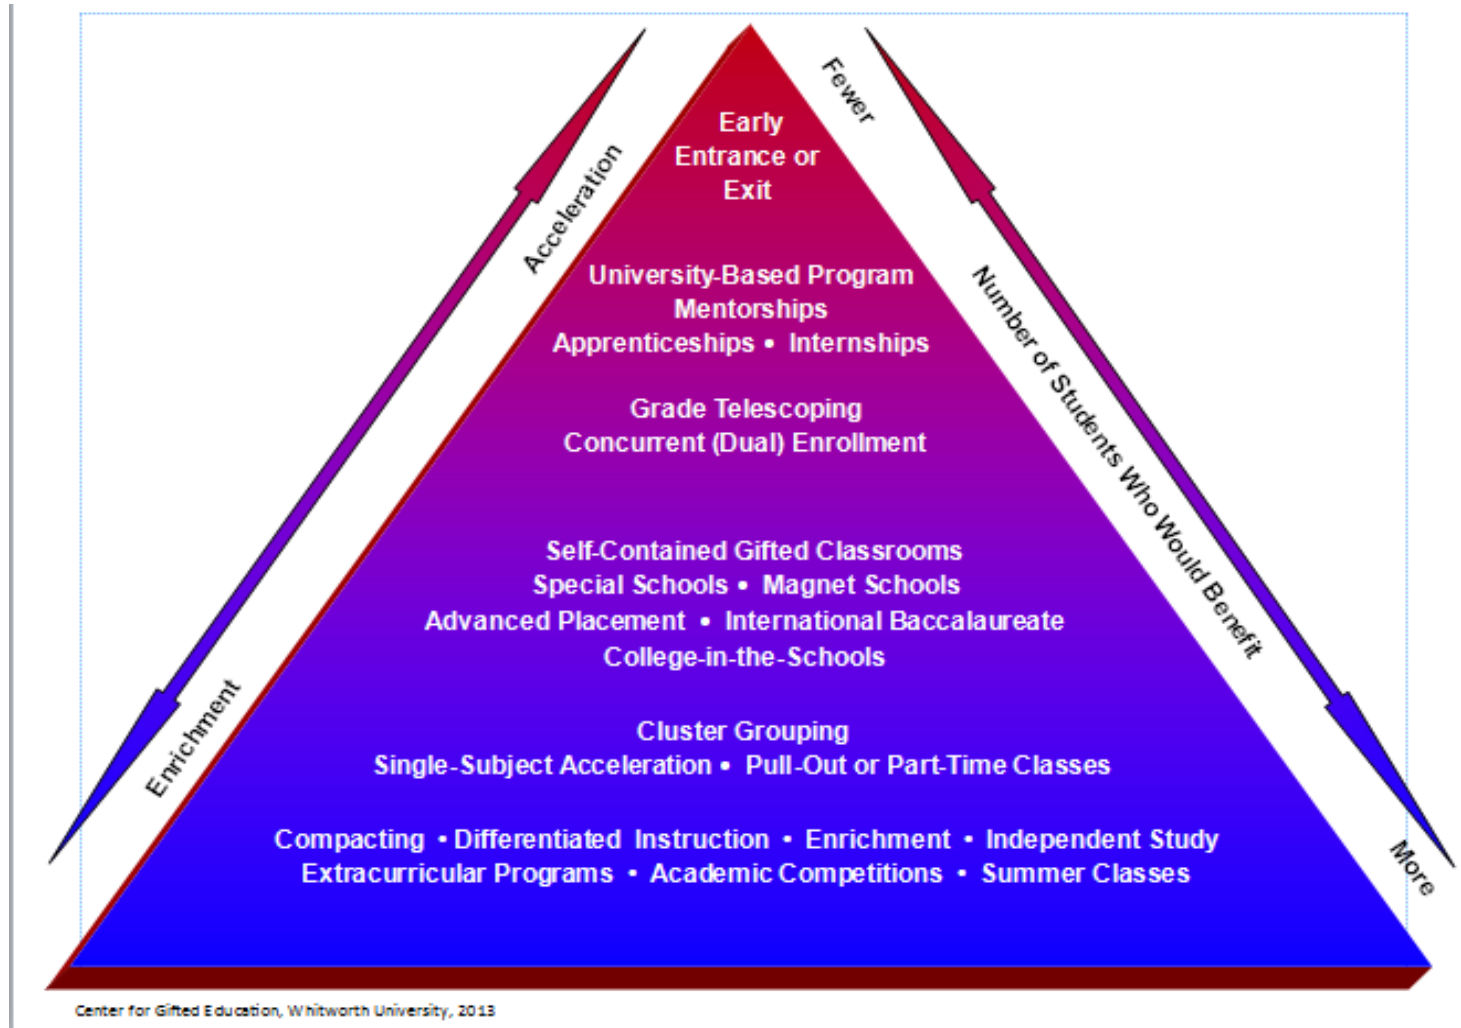 Fewer
Early
Entrance or
Exit
Acceleration
University-Based Program
Mentorships
Apprenticeships • Internships
Number of Students Who Would Benefit
Grade Telescoping
Concurrent (Dual) Enrollment
Self-Contained Gifted Classrooms
Special Schools • Magnet Schools
Advanced Placement • International Baccalaureate
College-in-the-Schools
Enrichment
Cluster Grouping
Single-Subject Acceleration • Pull-Out or Part-Time Classes
Compacting • Differentiated Instruction • Enrichment • Independent Study
Extracurricular Programs • Academic Competitions • Summer Classes
More
Center for Gifted Education, Whitworth University, 2013